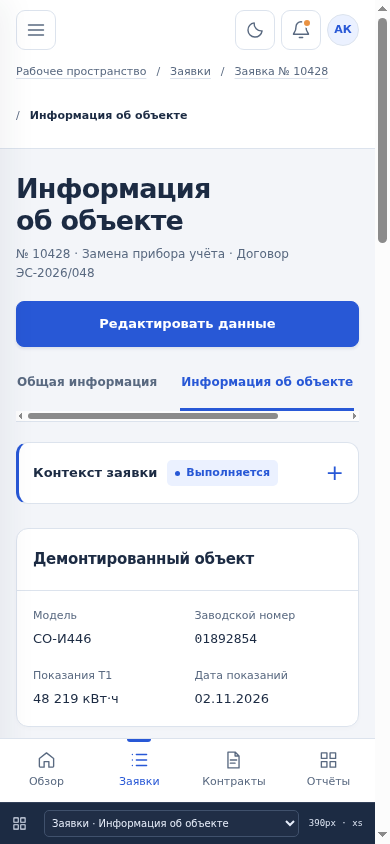 АК
Рабочее пространство / Заявки / Заявка № 10428
/ Информация об объекте
Информация
об объекте
№ 10428 · Замена прибора учёта · Договор
ЭС-2026/048
Редактировать данные
Общая информация Информация об объекте
Контекст заявки • Выполняется +
Демонтированный объект
Модель Заводской номер
СО-И446 01892854
Показания Т1 Дата показаний
48 219 кВт·ч 02.11.2026
Обзор Заявки Контракты Отчёты
Заявки · Информация об объекте 390px · xs